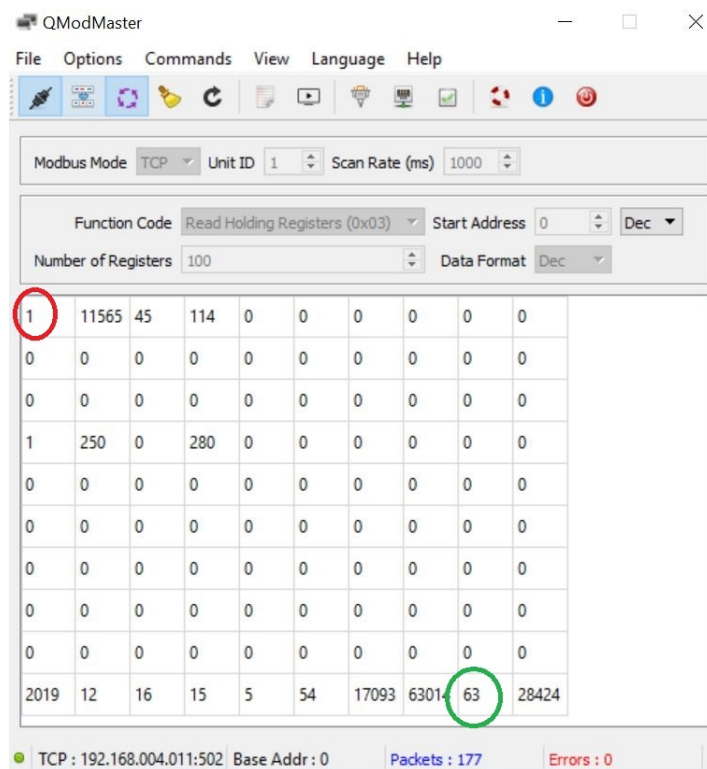 QModMaster
File Options Commands View Language Help
Modbus Mode TCP Unit ID 1 Scan Rate (ms) 1000
Function Code Read Holding Registers (0x03) Start Address 0 Dec
Number of Registers 100 Data Format Dec
1 11565 45 114 0 0 0 0 0 0
0 0 0 0 0 0 0 0 0 0
0 0 0 0 0 0 0 0 0 0
1 250 0 280 0 0 0 0 0 0
0 0 0 0 0 0 0 0 0 0
0 0 0 0 0 0 0 0 0 0
0 0 0 0 0 0 0 0 0 0
0 0 0 0 0 0 0 0 0 0
0 0 0 0 0 0 0 0 0 0
2019 12 16 15 5 54 17093 63014 63 28424
TCP : 192.168.004.011:502 Base Addr : 0 Packets : 177 Errors : 0